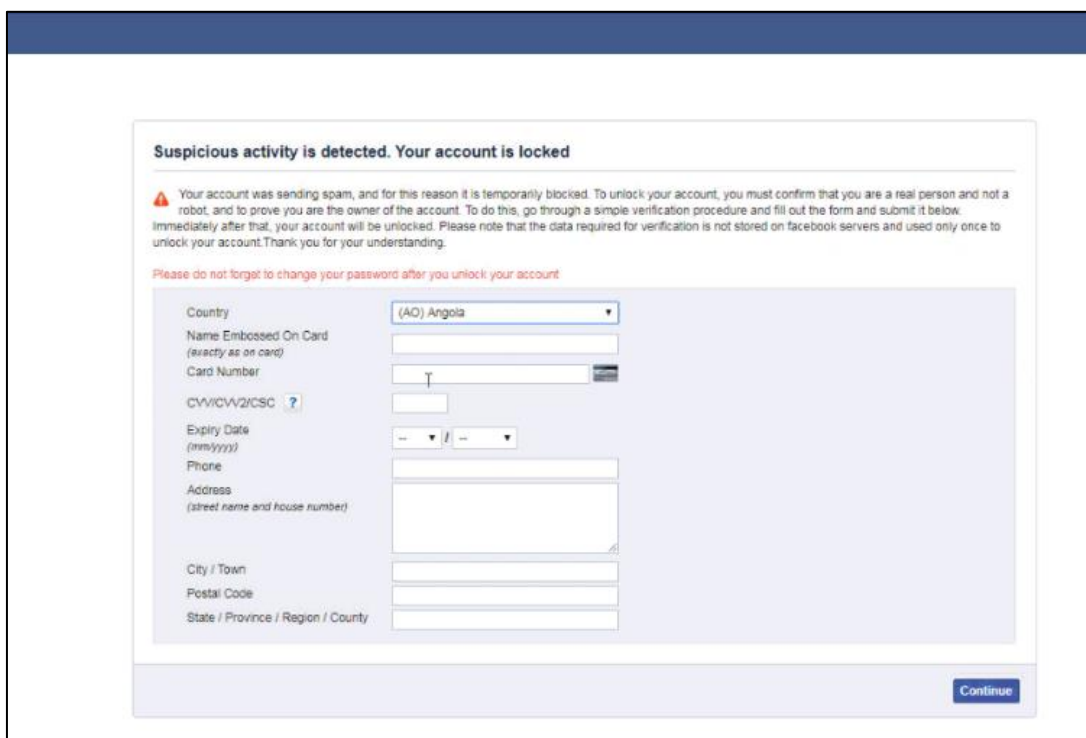 Suspicious activity is detected. Your account is locked
Your account was sending spam, and for this reason it is temporarily blocked. To unlock your account, you must confirm that you are a real person and not a
robot, and to prove you are the owner of the account. To do this, go through a simple verification procedure and fill out the form and submit it below.
Immediately after that, your account will be unlocked. Please note that the data required for verification is not stored on facebook servers and used only once to
unlock your account.Thank you for your understanding.
Please do not forget to change your password after you unlock your account
Country
(AO) Angola
Name Embossed On Card
(exactly as on card)
Card Number
CVV/CVV2/CSC ?
Expiry Date
(mm/yyyy)
-- / --
Phone
Address
(street name and house number)
City / Town
Postal Code
State / Province / Region / County
Continue